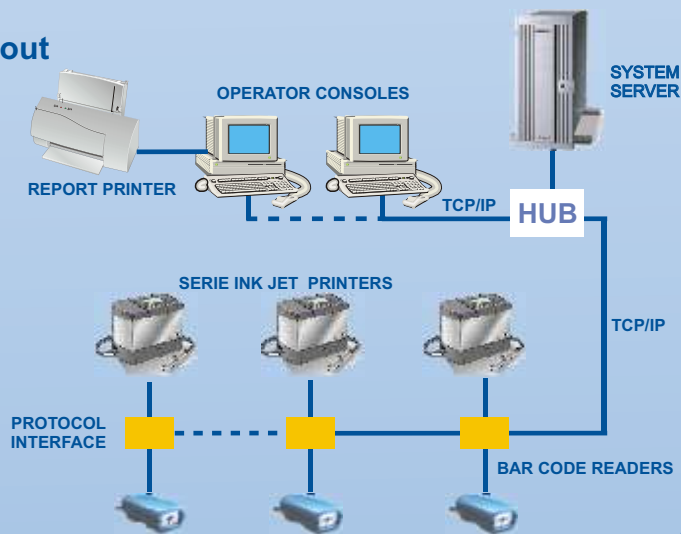 out
OPERATOR CONSOLES
SYSTEM
SERVER
REPORT PRINTER
TCP/IP
HUB
SERIE INK JET PRINTERS
TCP/IP
PROTOCOL
INTERFACE
BAR CODE READERS